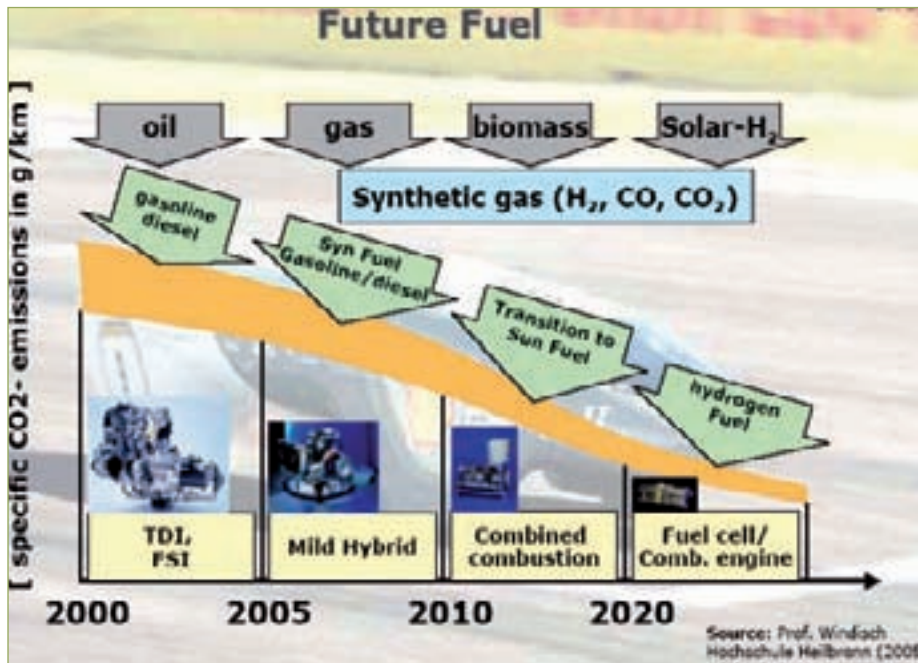 Future Fuel
[ specific CO2- emissions in g/km ]
oil
gas
biomass
Solar-H₂
Synthetic gas (H₂, CO, CO₂)
gasoline
diesel
Syn Fuel
Gasoline/diesel
Transition to
Sun Fuel
hydrogen
Fuel
TDI,
FSI
Mild Hybrid
Combined
combustion
Fuel cell/
Comb. engine
2000
2005
2010
2020
Source: Prof. Windisch
Hochschule Heilbronn